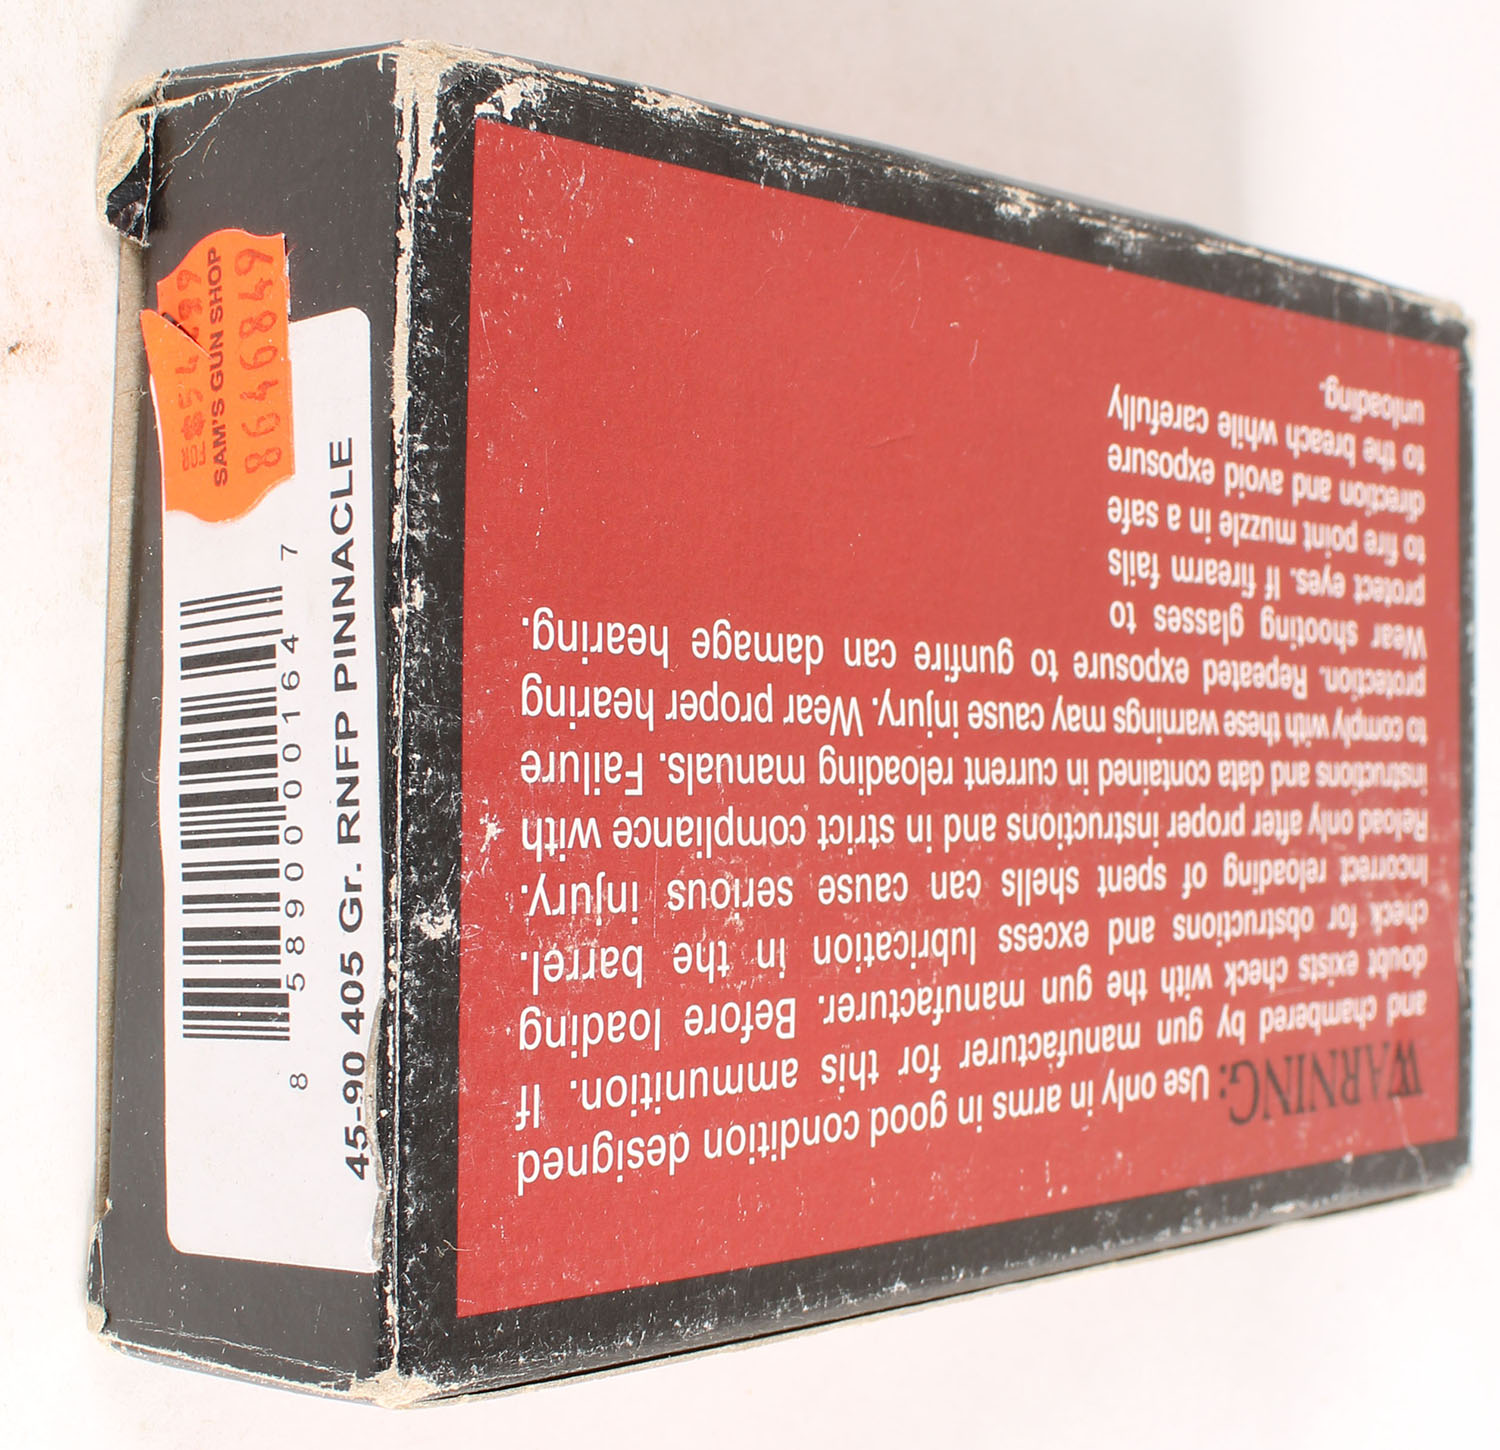 FOR
SAM'S GUN SHOP
8646849
8 58900 00164 7
45-90 405 Gr. RNFP PINNACLE
WARNING: Use only in arms in good condition designed
and chambered by gun manufacturer for this ammunition. If
doubt exists check with the gun manufacturer. Before loading
check for obstructions and excess lubrication in the barrel.
Incorrect reloading of spent shells can cause serious injury.
Reload only after proper instructions and in strict compliance with
instructions and data contained in current reloading manuals. Failure
to comply with these warnings may cause injury. Wear proper hearing
protection. Repeated exposure to gunfire can damage hearing.
Wear shooting glasses to
protect eyes. If firearm fails
to fire point muzzle in a safe
direction and avoid exposure
to the breach while carefully
unloading.